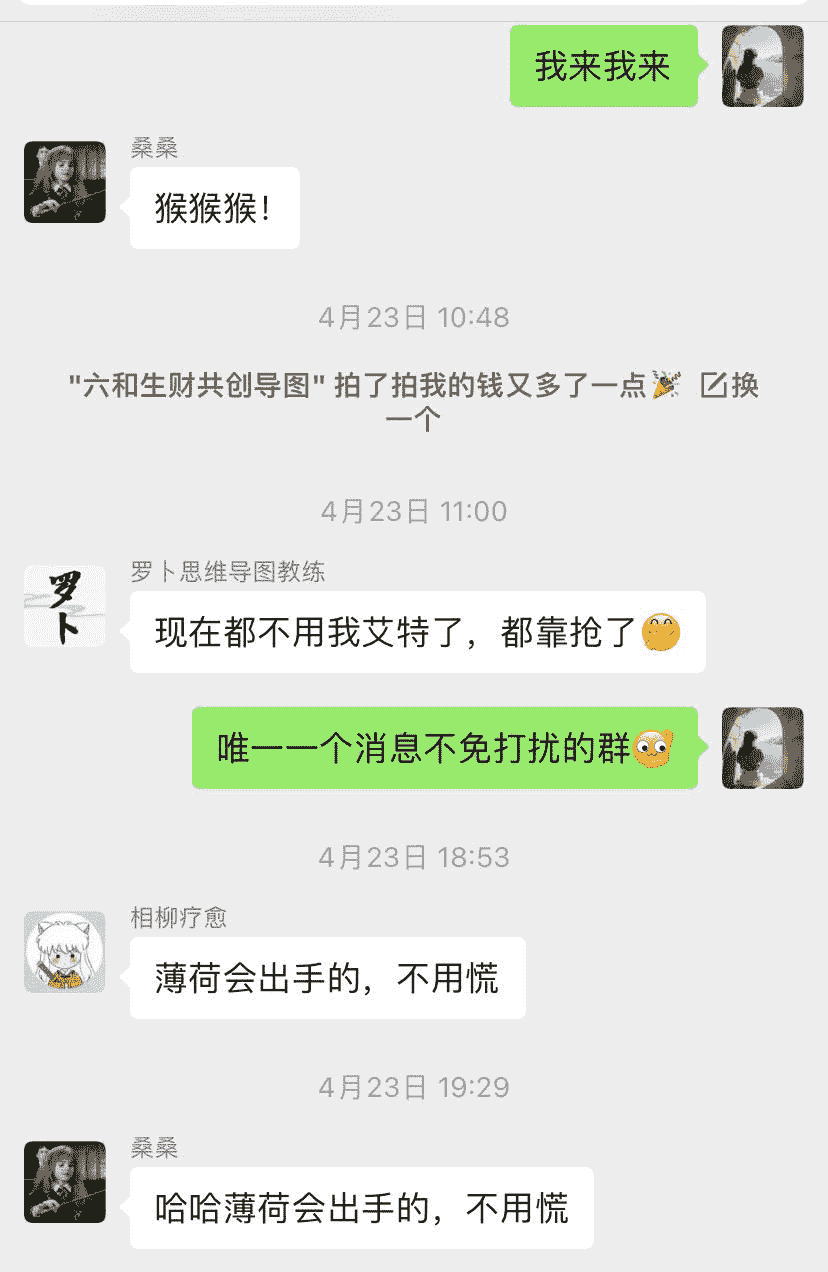 我来我来
桑桑
猴猴猴！
4月23日 10:48
"六和生财共创导图" 拍了拍我的钱又多了一点🎉 换
一个
4月23日 11:00
罗卜思维导图教练
罗卜
现在都不用我艾特了，都靠抢了🤭
唯一一个消息不免打扰的群
4月23日 18:53
相柳疗愈
薄荷会出手的，不用慌
4月23日 19:29
桑桑
哈哈薄荷会出手的，不用慌